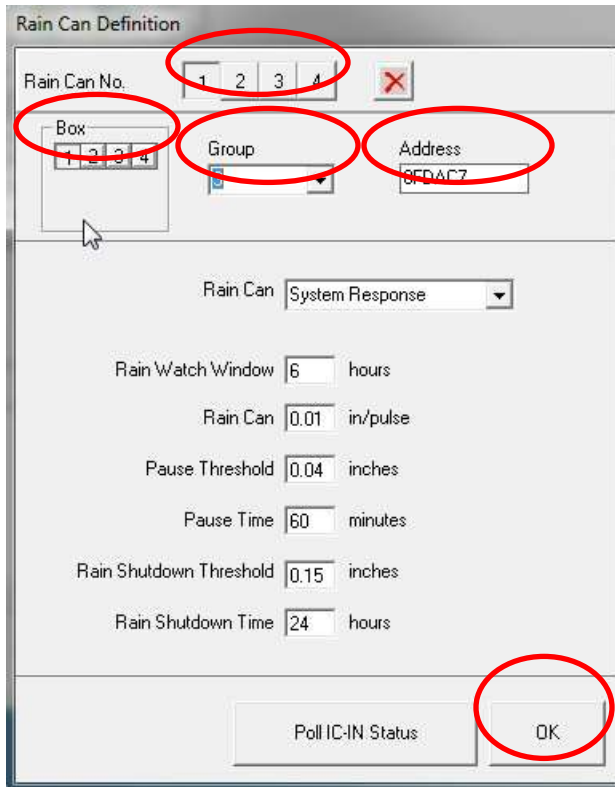 Rain Can Definition
Rain Can No. 1 2 3 4
Box Group Address
1 2 3 4
Rain Can System Response
Rain Watch Window 6 hours
Rain Can 0.01 in/pulse
Pause Threshold 0.04 inches
Pause Time 60 minutes
Rain Shutdown Threshold 0.15 inches
Rain Shutdown Time 24 hours
Poll IC-IN Status OK